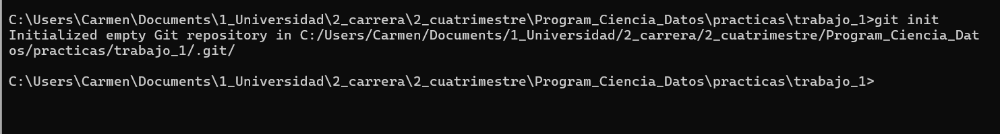 C:\Users\Carmen\Documents\1_Universidad\2_carrera\2_cuatrimestre\Program_Ciencia_Datos\practicas\trabajo_1>git init
Initialized empty Git repository in C:/Users/Carmen/Documents/1_Universidad/2_carrera/2_cuatrimestre/Program_Ciencia_Dat
os/practicas/trabajo_1/.git/
C:\Users\Carmen\Documents\1_Universidad\2_carrera\2_cuatrimestre\Program_Ciencia_Datos\practicas\trabajo_1>